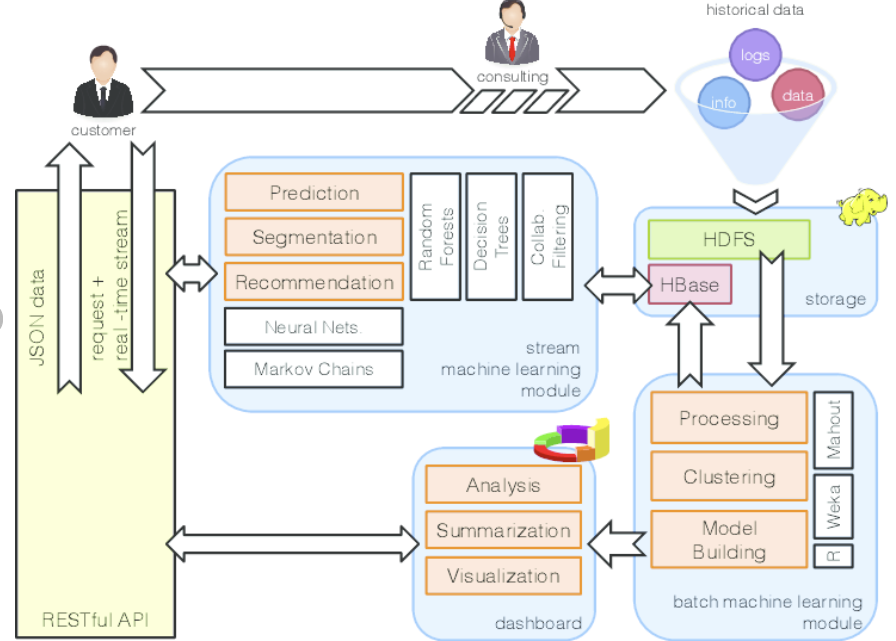 historical data
logs
info
data
consulting
customer
JSON data
request +
real -time stream
RESTful API
Prediction
Segmentation
Recommendation
Neural Nets.
Markov Chains
Random
Forests
Decision
Trees
Collab.
Filtering
stream
machine learning
module
HDFS
HBase
storage
Processing
Clustering
Model
Building
Mahout
Weka
R
batch machine learning
module
Analysis
Summarization
Visualization
dashboard